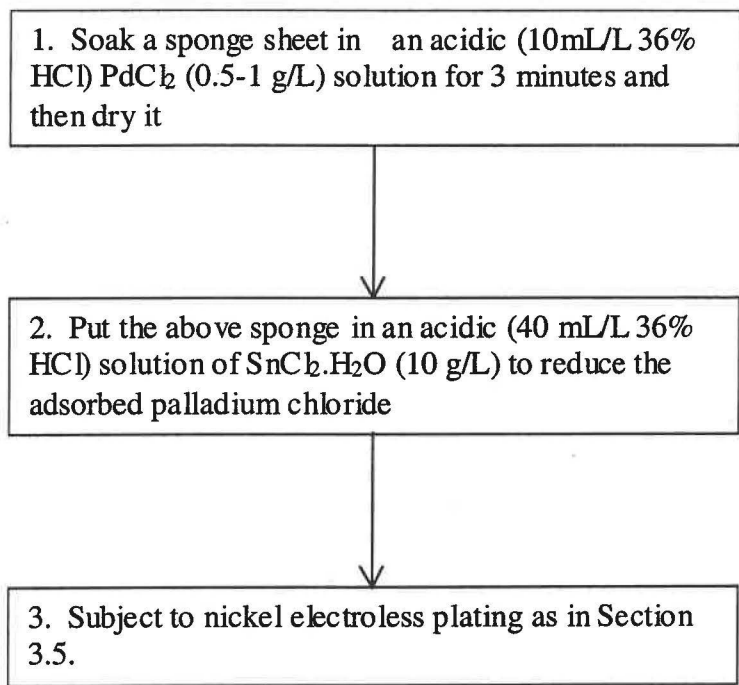 1. Soak a sponge sheet in an acidic (10mL/L 36%
HCl) PdCl₂ (0.5-1 g/L) solution for 3 minutes and
then dry it
2. Put the above sponge in an acidic (40 mL/L 36%
HCl) solution of SnCl₂.H₂O (10 g/L) to reduce the
adsorbed palladium chloride
3. Subject to nickel electroless plating as in Section
3.5.